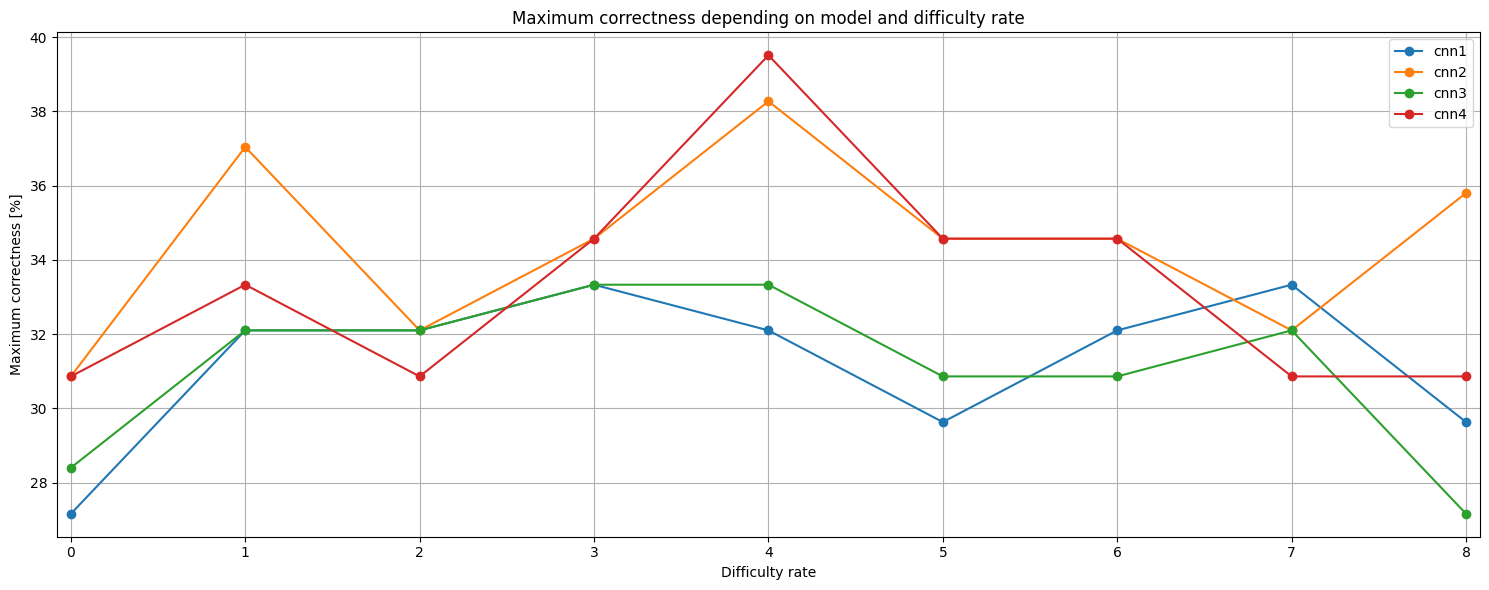 Maximum correctness depending on model and difficulty rate
40
38
36
34
32
30
28
Maximum correctness [%]
cnn1
cnn2
cnn3
cnn4
0 1 2 3 4 5 6 7 8
Difficulty rate